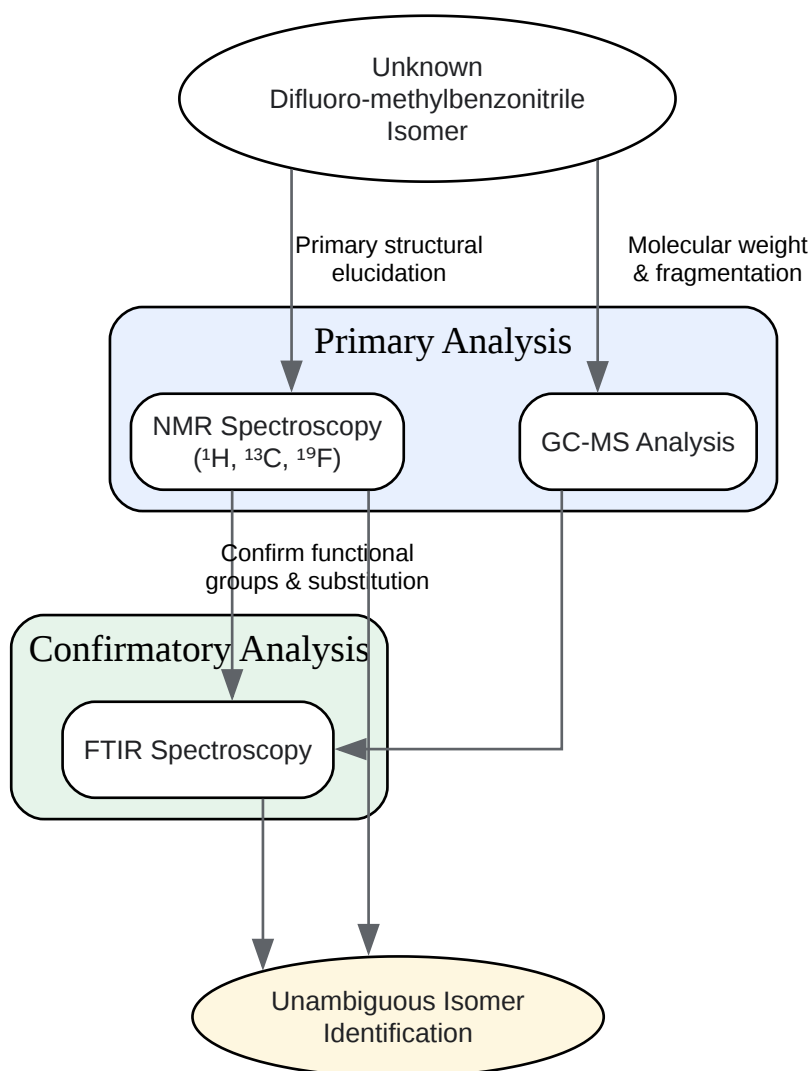 Unknown
Difluoro-methylbenzonitrile
Isomer
Primary structural
elucidation
Molecular weight
& fragmentation
Primary Analysis
NMR Spectroscopy
(¹H, ¹³C, ¹⁹F)
GC-MS Analysis
Confirm functional
groups & substitution
Confirmatory Analysis
FTIR Spectroscopy
Unambiguous Isomer
Identification